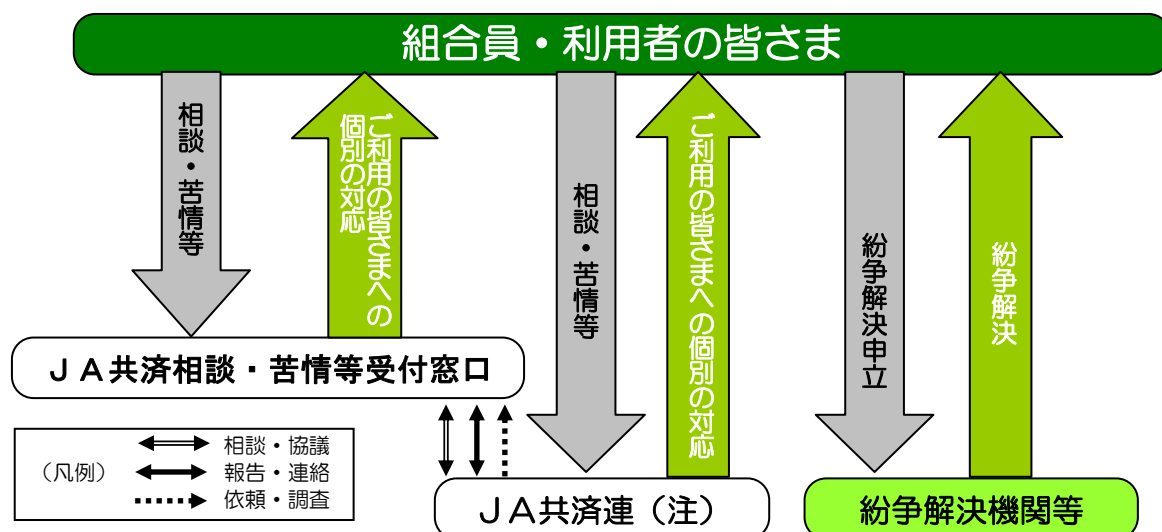 組合員・利用者の皆さま
相談・苦情等
ご利用の皆さまへの
個別の対応
相談・苦情等
ご利用の皆さまへの個別の対応
紛争解決申立
紛争解決
ＪＡ共済相談・苦情等受付窓口
（凡例）
相談・協議
報告・連絡
依頼・調査
ＪＡ共済連（注）
紛争解決機関等